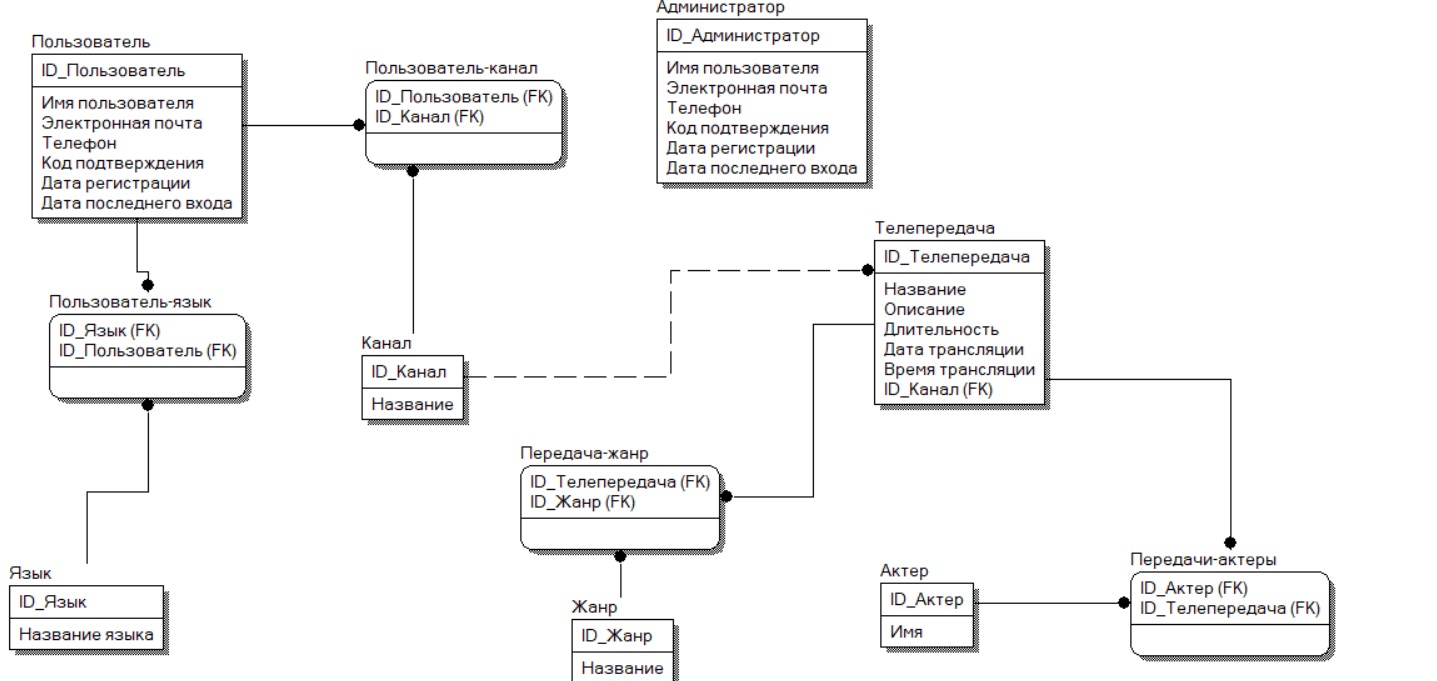 Администратор
ID_Администратор
Имя пользователя
Электронная почта
Телефон
Код подтверждения
Дата регистрации
Дата последнего входа
Пользователь
ID_Пользователь
Имя пользователя
Электронная почта
Телефон
Код подтверждения
Дата регистрации
Дата последнего входа
Пользователь-канал
ID_Пользователь (FK)
ID_Канал (FK)
Телепередача
ID_Телепередача
Название
Описание
Длительность
Дата трансляции
Время трансляции
ID_Канал (FK)
Пользователь-язык
ID_Язык (FK)
ID_Пользователь (FK)
Канал
ID_Канал
Название
Передача-жанр
ID_Телепередача (FK)
ID_Жанр (FK)
Язык
ID_Язык
Название языка
Жанр
ID_Жанр
Название
Актер
ID_Актер
Имя
Передачи-актеры
ID_Актер (FK)
ID_Телепередача (FK)